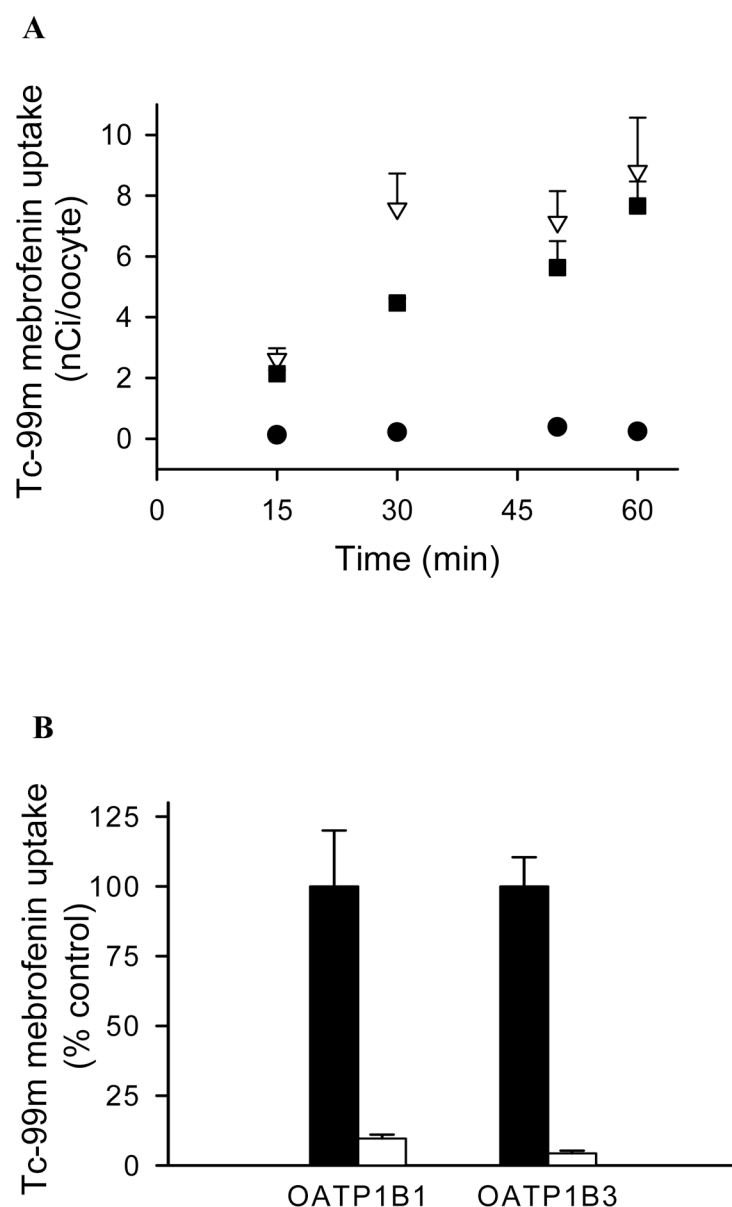 A
Tc-99m mebrofenin uptake
(nCi/oocyte)
10
8
6
4
2
0
0 15 30 45 60
Time (min)
B
Tc-99m mebrofenin uptake
(% control)
125
100
75
50
25
0
OATP1B1 OATP1B3